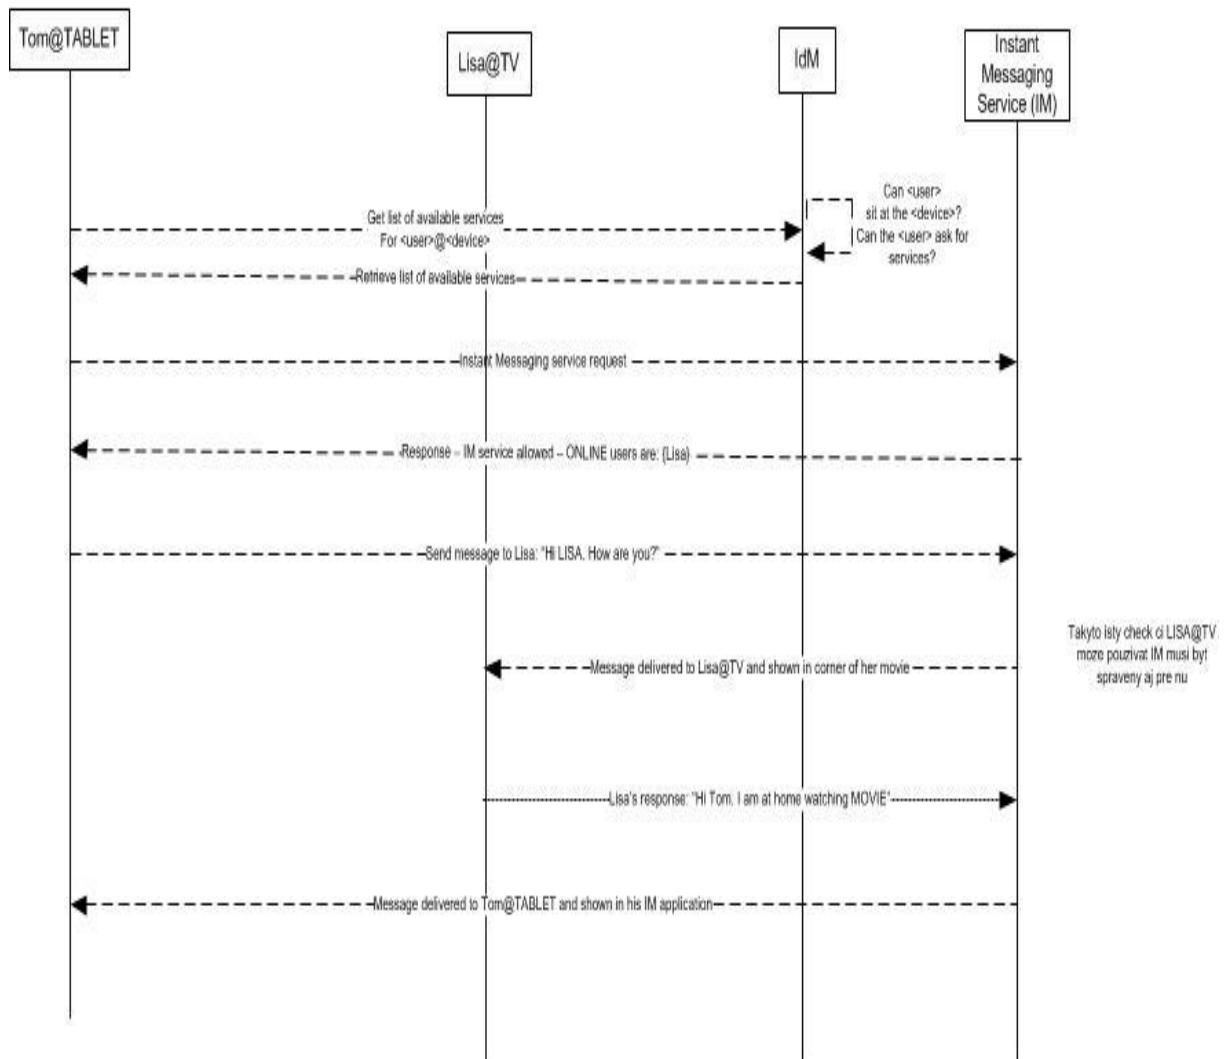 Tom@TABLET
Lisa@TV
IdM
Instant
Messaging
Service (IM)
Can <user>
sit at the <device>?
Can the <user> ask for
services?
Get list of available services
For <user>@<device>
Retrieve list of available services
Instant Messaging service request
Response – IM service allowed – ONLINE users are: {Lisa}
Send message to Lisa: "Hi LISA. How are you?"
Takyto isty check ci LISA@TV
moze pouzivat IM musi byt
spraveny aj pre nu
Message delivered to Lisa@TV and shown in corner of her movie
Lisa's response: "Hi Tom. I am at home watching MOVIE"
Message delivered to Tom@TABLET and shown in his IM application